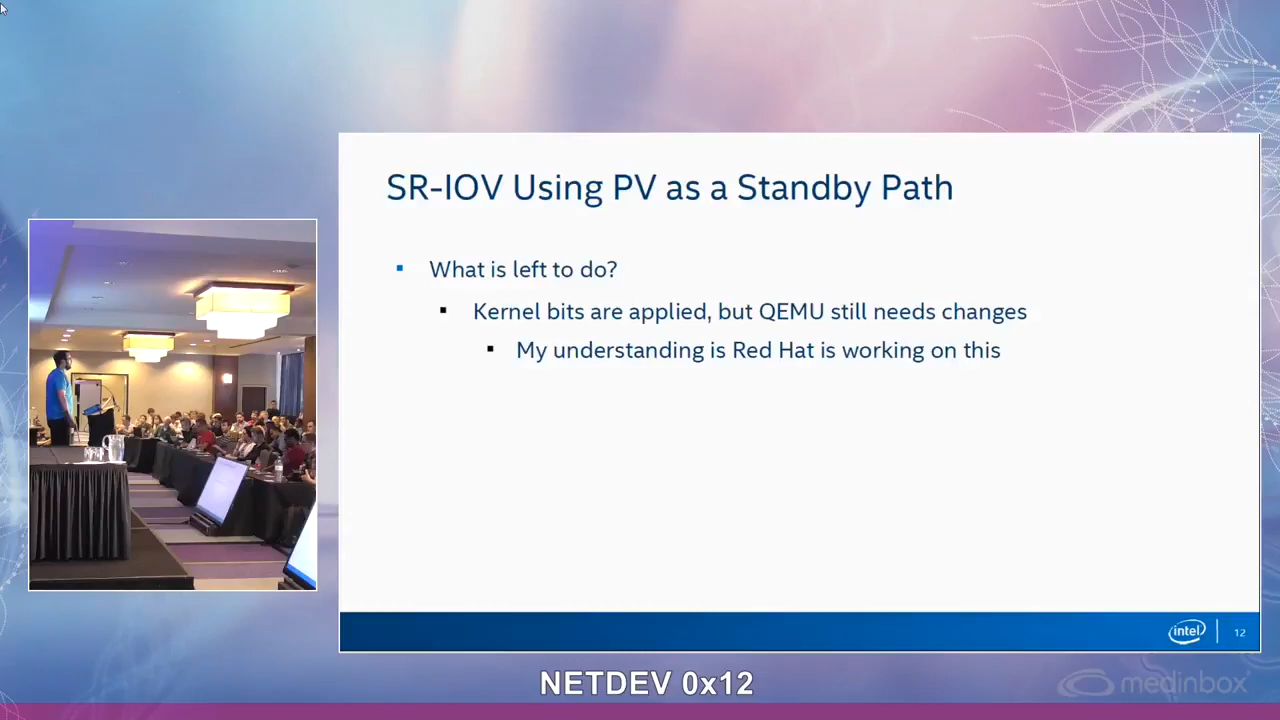 SR-IOV Using PV as a Standby Path
What is left to do?
Kernel bits are applied, but QEMU still needs changes
My understanding is Red Hat is working on this
intel
12
NETDEV 0x12
medinbox